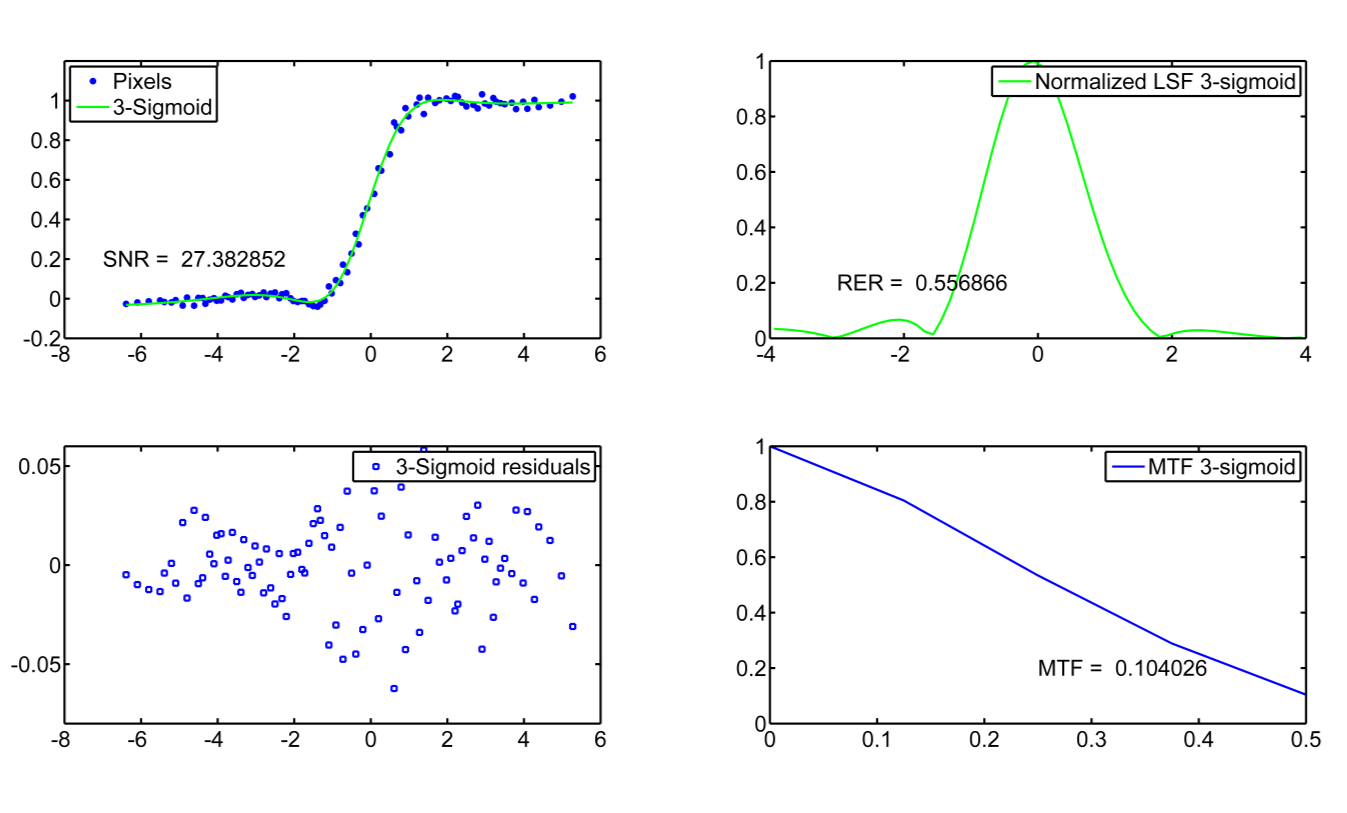 Pixels
3-Sigmoid
1
0.8
0.6
0.4
0.2
0
-0.2
SNR = 27.382852
-8 -6 -4 -2 0 2 4 6
Normalized LSF 3-sigmoid
1
0.8
0.6
0.4
0.2
0
RER = 0.556866
-4 -2 0 2 4
3-Sigmoid residuals
0.05
0
-0.05
-8 -6 -4 -2 0 2 4 6
MTF 3-sigmoid
1
0.8
0.6
0.4
0.2
0
MTF = 0.104026
0 0.1 0.2 0.3 0.4 0.5